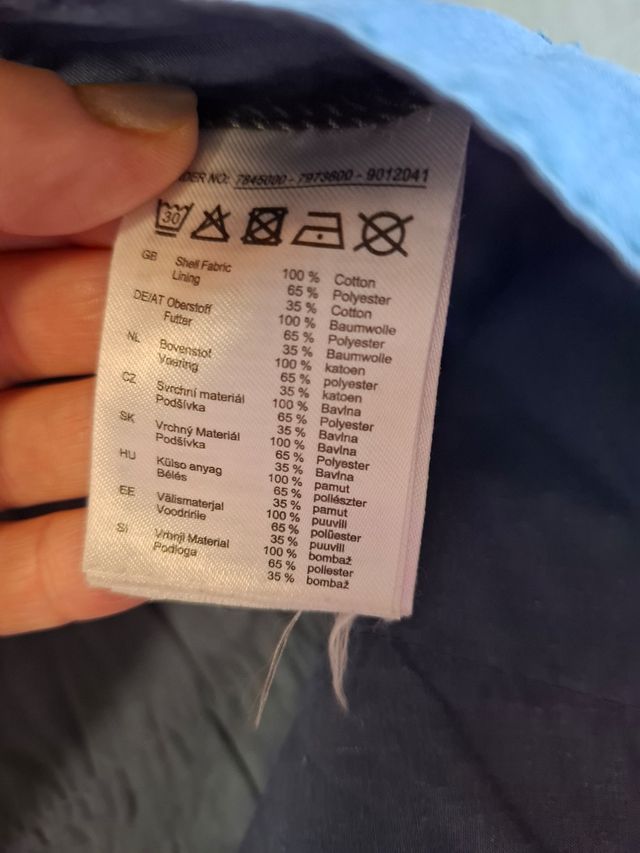 DER NO: 7845000 - 7973600 - 9012041
30
GB Shell Fabric 100 % Cotton
Lining 65 % Polyester
35 % Cotton
DE/AT Oberstoff 100 % Baumwolle
Futter 65 % Polyester
35 % Baumwolle
NL Bovenstof 100 % katoen
Voering 65 % polyester
35 % katoen
CZ Svrchní materiál 100 % Bavlna
Podšívka 65 % Polyester
35 % Bavlna
SK Vrchný Materiál 100 % Bavlna
Podšívka 65 % Polyester
35 % Bavlna
HU Külso anyag 100 % pamut
Bélés 65 % poliészter
35 % pamut
EE Välismaterjal 100 % puuvill
65 % polüester
35 % puuvill
SI Vrhnji Material 100 % bombaž
Podloga 65 % poliester
35 % bombaž